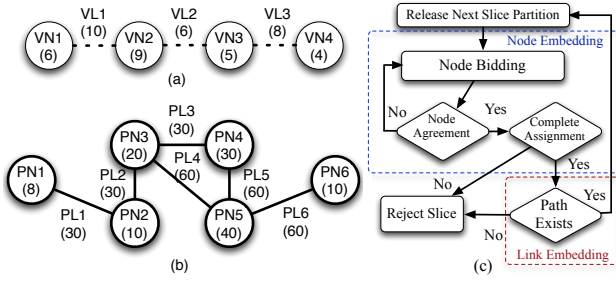 (a)
VL1
(10)
VL2
(6)
VL3
(8)
VN1
(6)
VN2
(9)
VN3
(5)
VN4
(4)
(a)
PL3
(30)
PN3
(20)
PN4
(30)
PL4
(60)
PN1
(8)
PL2
(30)
PL5
(60)
PN6
(10)
PL1
(30)
PN2
(10)
PN5
(40)
PL6
(60)
(b)
Release Next Slice Partition
Node Embedding
Node Bidding
No
Node
Agreement
Yes
Complete
Assignment
No
Yes
Reject Slice
Path
Exists
Yes
No
Link Embedding
(c)